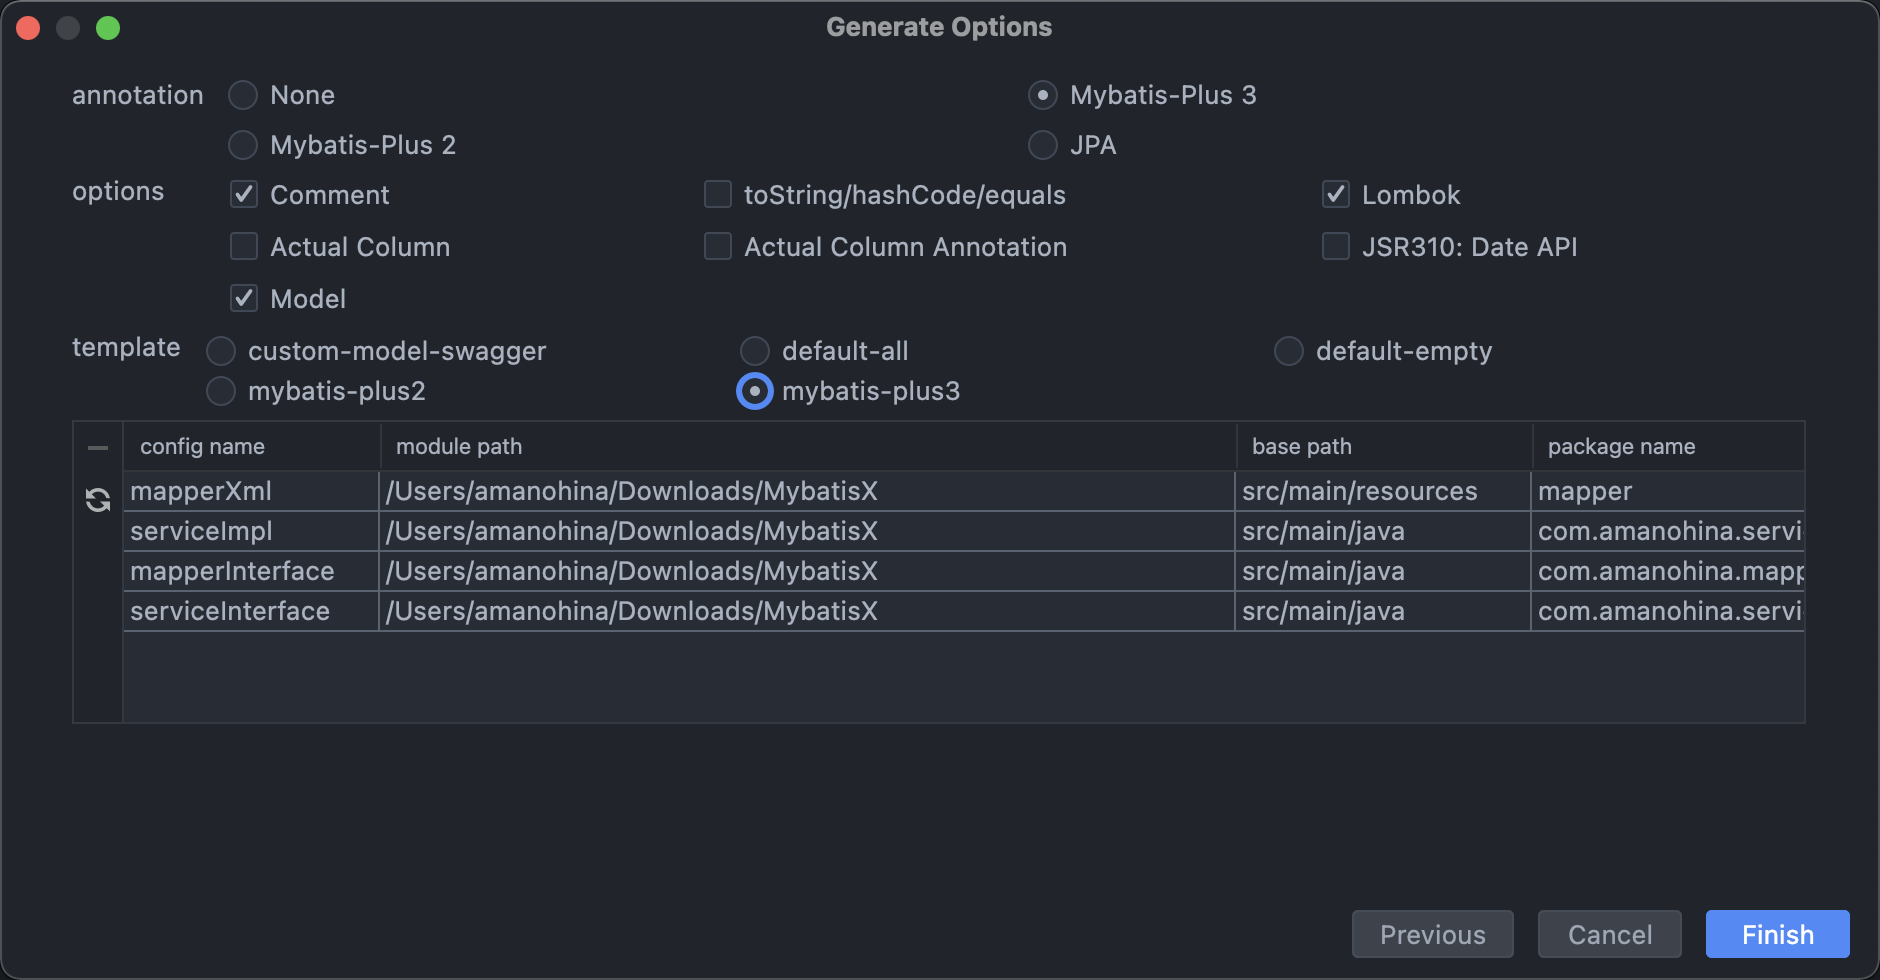 Generate Options
annotation None Mybatis-Plus 3
Mybatis-Plus 2 JPA
options Comment toString/hashCode/equals Lombok
Actual Column Actual Column Annotation JSR310: Date API
Model
template custom-model-swagger default-all default-empty
mybatis-plus2 mybatis-plus3
config name module path base path package name
mapperXml /Users/amanohina/Downloads/MybatisX src/main/resources mapper
serviceImpl /Users/amanohina/Downloads/MybatisX src/main/java com.amanohina.servi
mapperInterface /Users/amanohina/Downloads/MybatisX src/main/java com.amanohina.mapp
serviceInterface /Users/amanohina/Downloads/MybatisX src/main/java com.amanohina.servi
Previous Cancel Finish